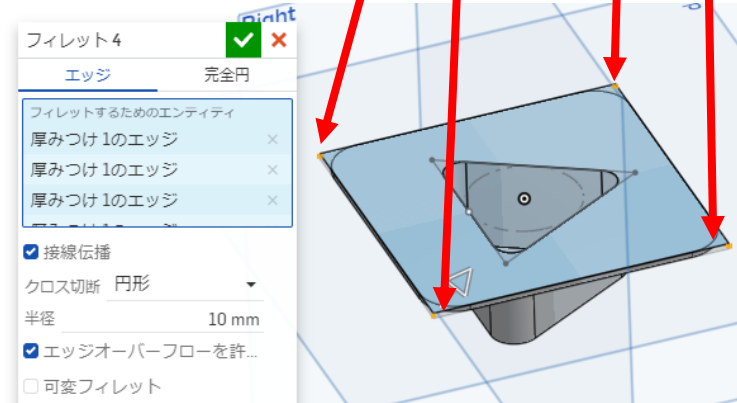 Right
フィレット 4
エッジ
完全円
フィレットするためのエンティティ
厚みつけ 1のエッジ
厚みつけ 1のエッジ
厚みつけ 1のエッジ
接線伝播
クロス切断 円形
半径 10 mm
エッジオーバーフローを許...
可変フィレット